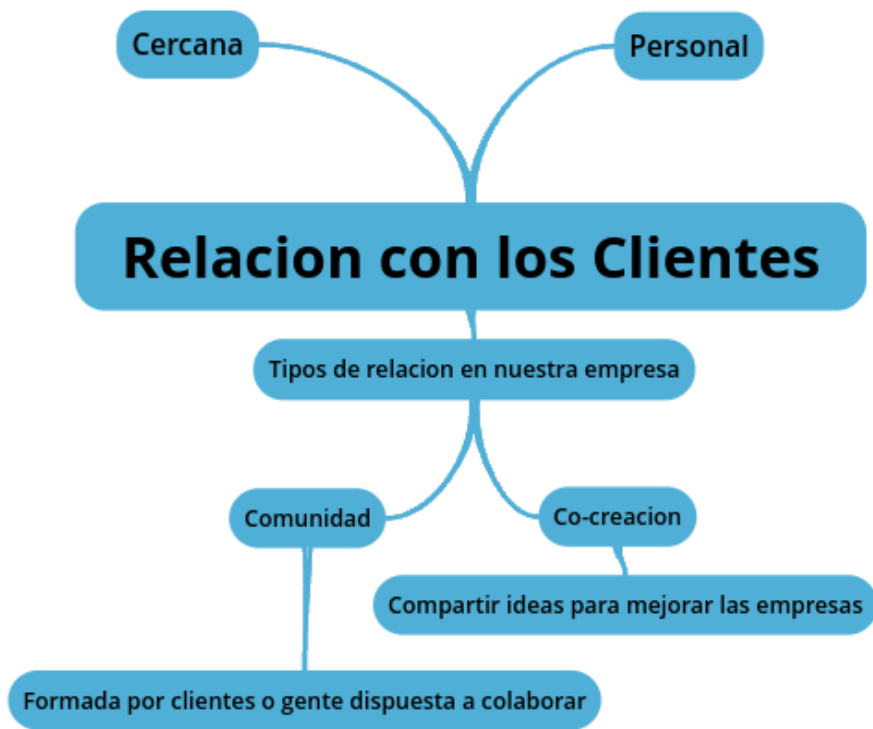 Cercana
Personal
Relacion con los Clientes
Tipos de relacion en nuestra empresa
Comunidad
Co-creacion
Compartir ideas para mejorar las empresas
Formada por clientes o gente dispuesta a colaborar